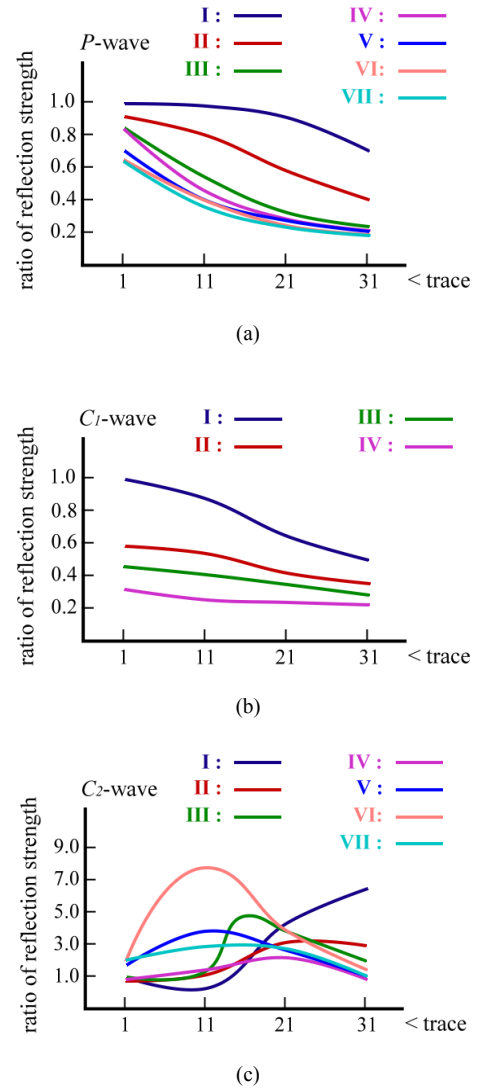 P-wave
I :
II :
III :
IV :
V :
VI:
VII :
ratio of reflection strength
1.0
0.8
0.6
0.4
0.2
1 11 21 31 < trace
(a)
C1-wave
I :
II :
III :
IV :
ratio of reflection strength
1.0
0.8
0.6
0.4
0.2
1 11 21 31 < trace
(b)
C2-wave
I :
II :
III :
IV :
V :
VI:
VII :
ratio of reflection strength
9.0
7.0
5.0
3.0
1.0
1 11 21 31 < trace
(c)